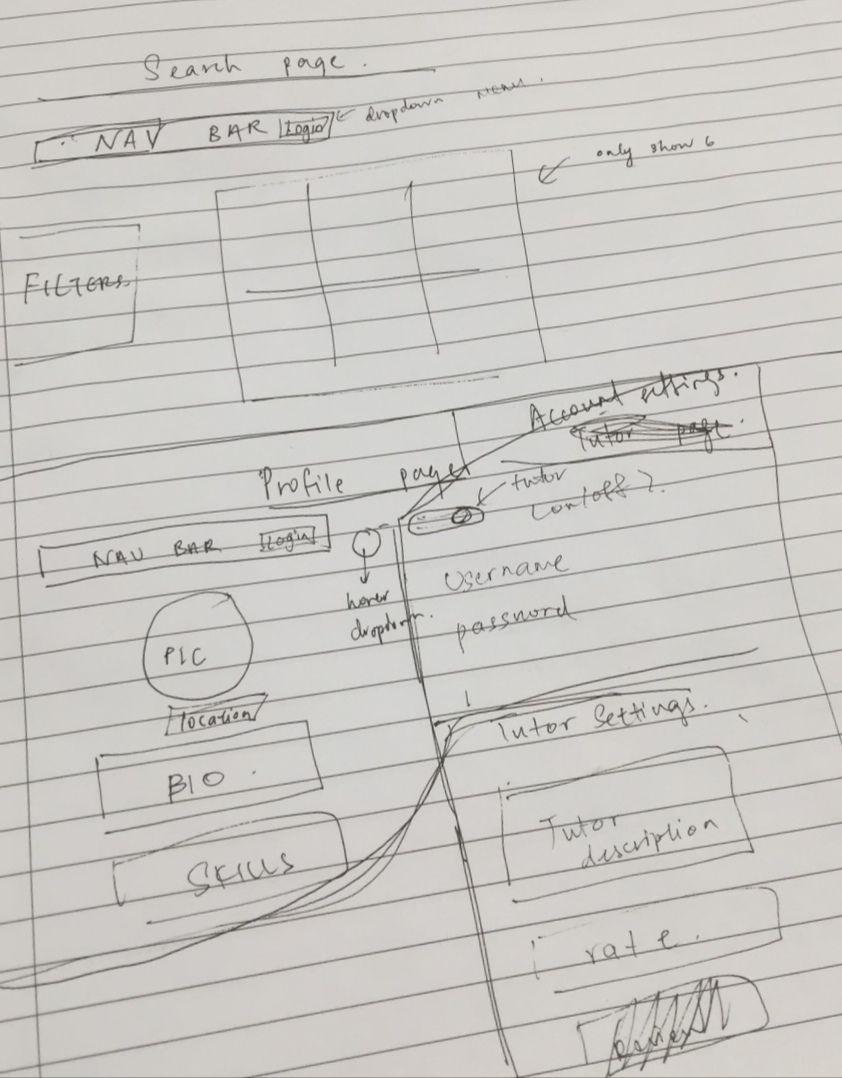 Search page.
NAV BAR Login
dropdown MENU.
only show 6
FILTERS
Account settings.
Tutor page.
Profile page
tutor
on/off?
NAV BAR Login
hover
dropdown.
Username
password
PIC
location
BIO.
SKILLS
Tutor Settings.
Tutor
description
rate.